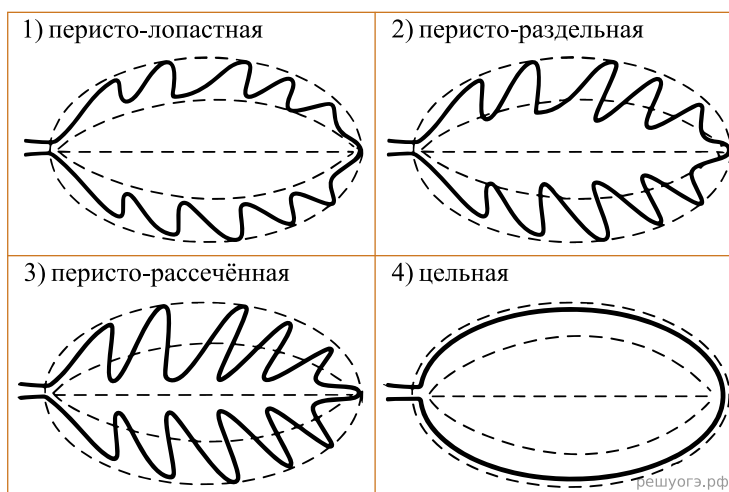 1) перисто-лопастная
2) перисто-раздельная
3) перисто-рассечённая
4) цельная
решуогэ.рф